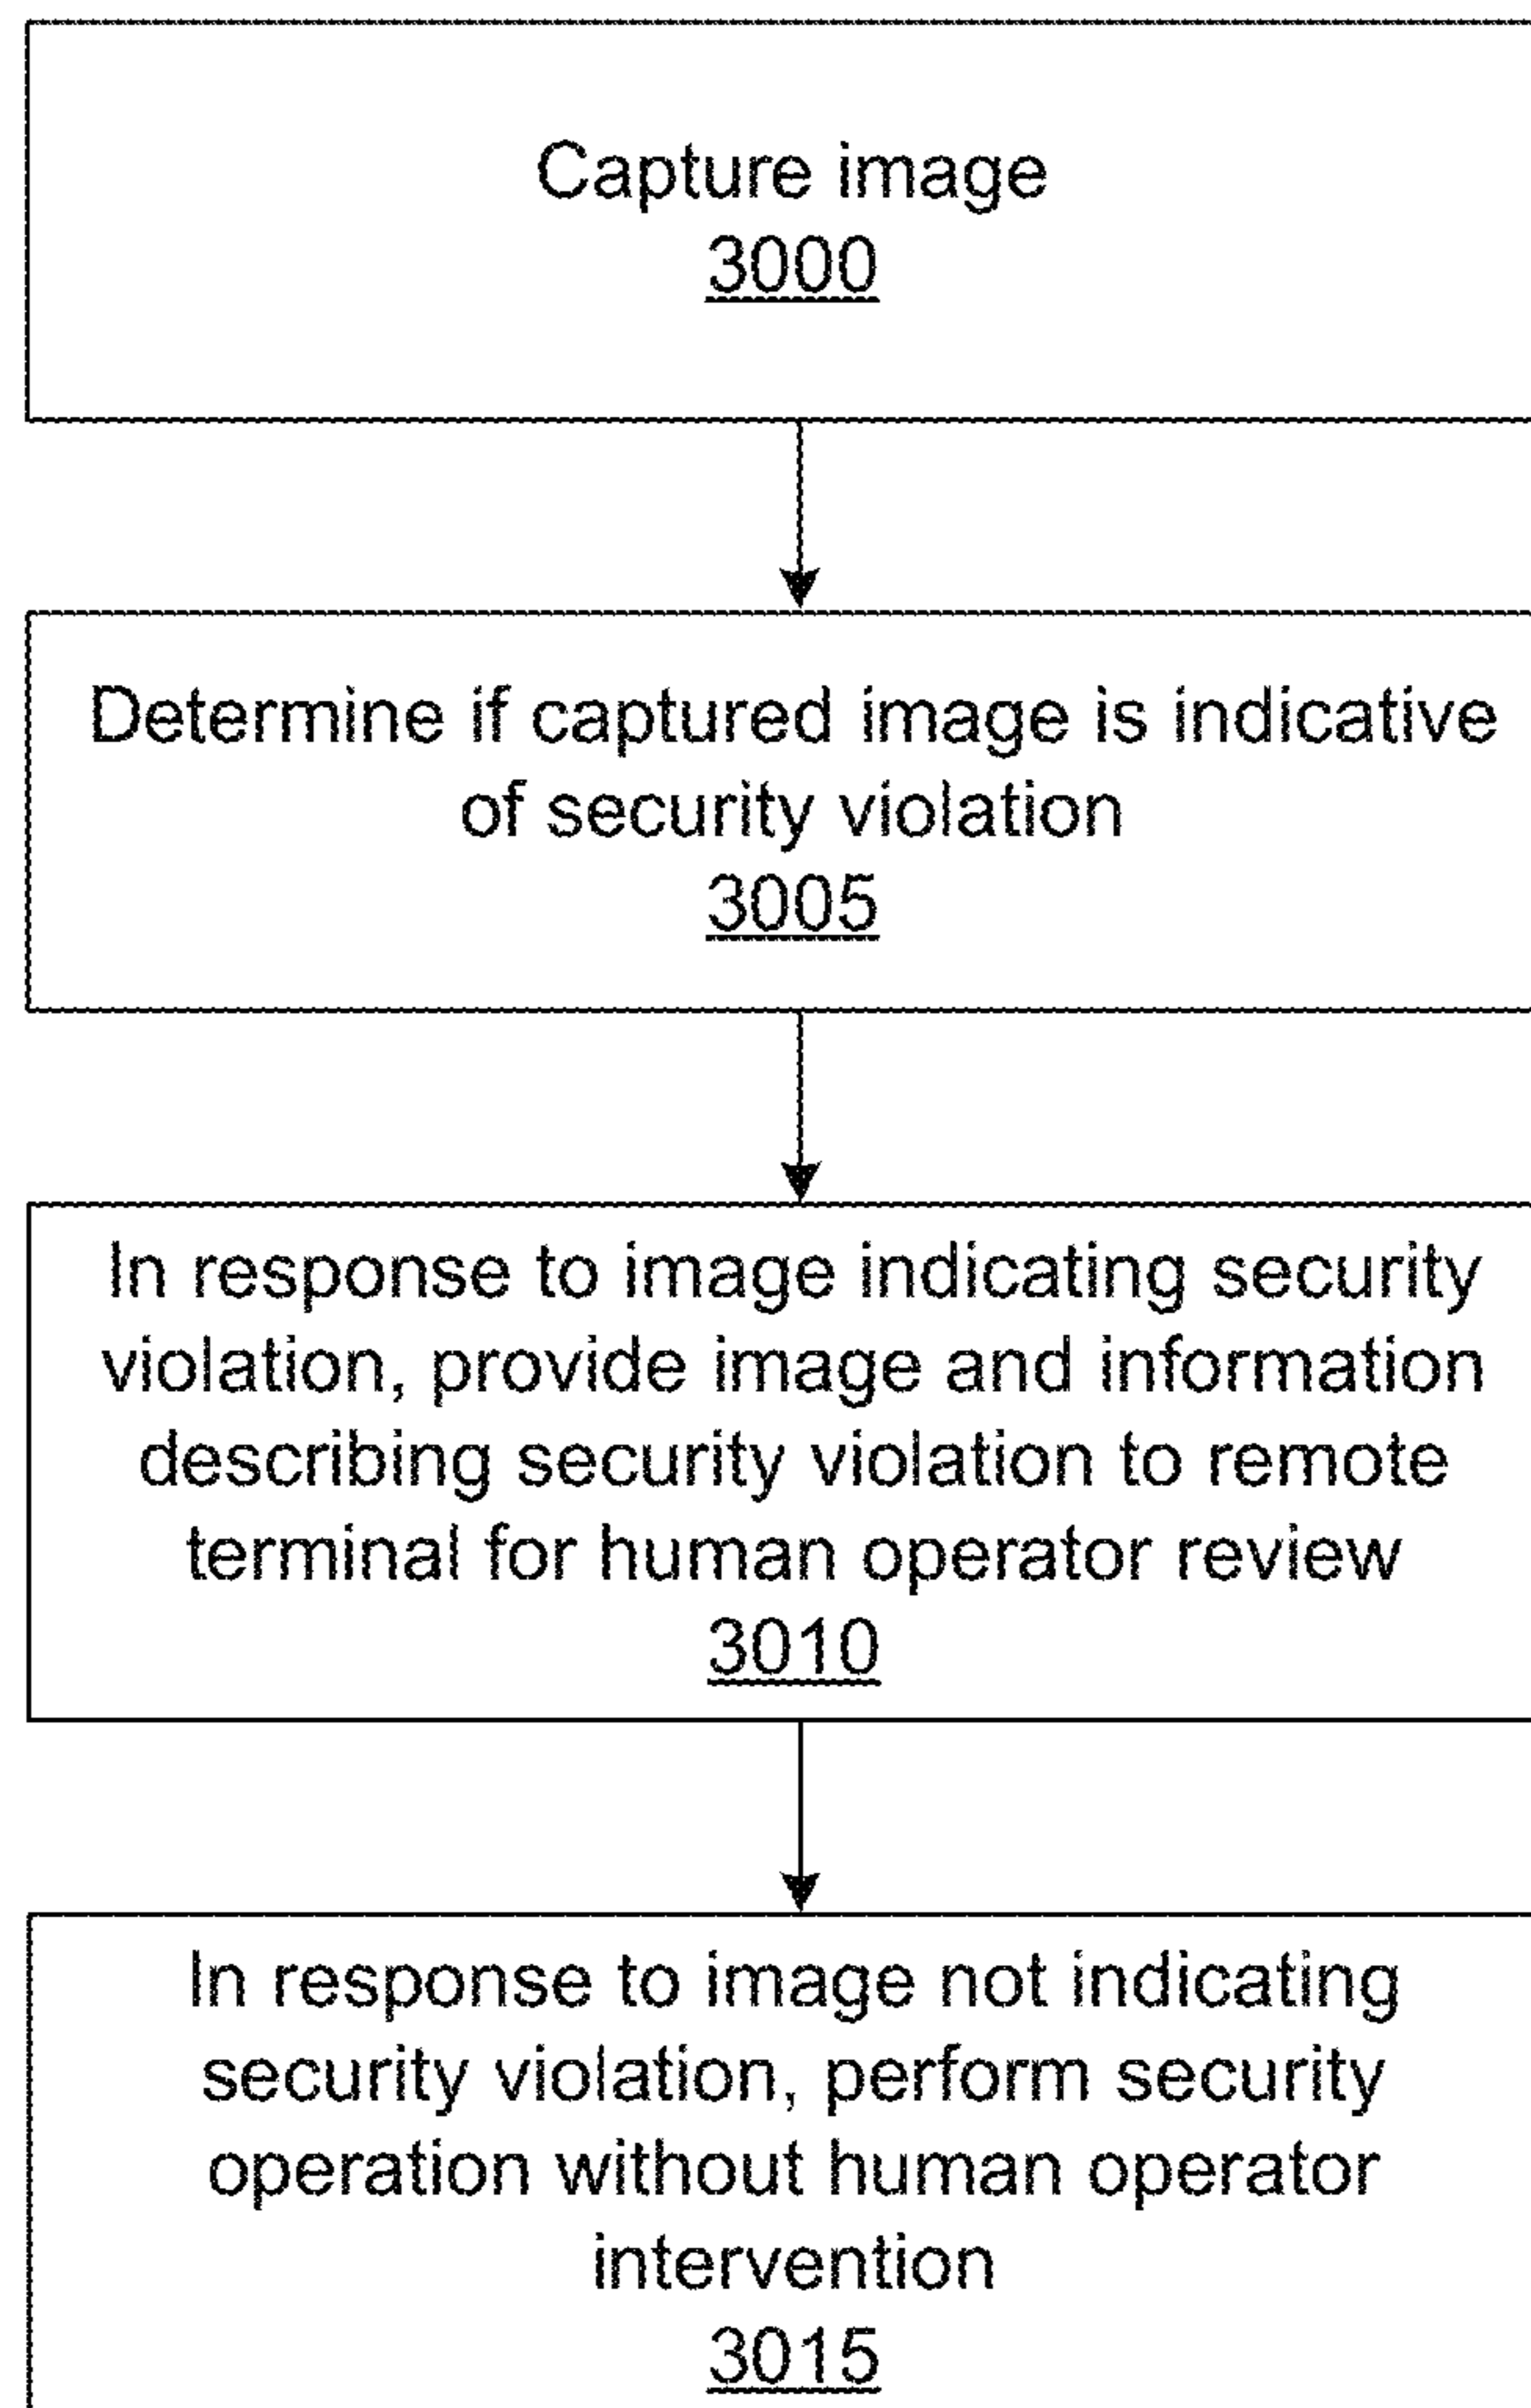 Capture image
3000
Determine if captured image is indicative
of security violation
3005
In response to image indicating security
violation, provide image and information
describing security violation to remote
terminal for human operator review
3010
In response to image not indicating
security violation, perform security
operation without human operator
intervention
3015